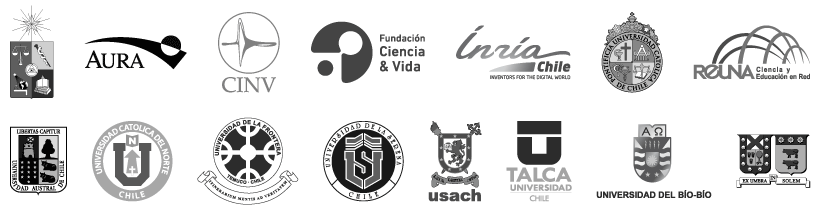 AURA
CINV
Fundación
Ciencia
& Vida
Inria
Chile
INVENTORS FOR THE DIGITAL WORLD
PONTIFICIA UNIVERSIDAD CATOLICA
DE CHILE
REUNA Ciencia y
Educación en Red
LIBERTAS CAPITUR
UNIVERSIDAD AUSTRAL DE CHILE
UNIVERSIDAD CATOLICA DEL NORTE
N
U
CHILE
UNIVERSIDAD DE LA FRONTERA
TEMUCO - CHILE
UNIVERSIDAD DE LA SERENA
CHILE
usach
TALCA
UNIVERSIDAD
CHILE
ΑΩ
UNIVERSIDAD DEL BÍO-BÍO
EX UMBRA IN SOLEM